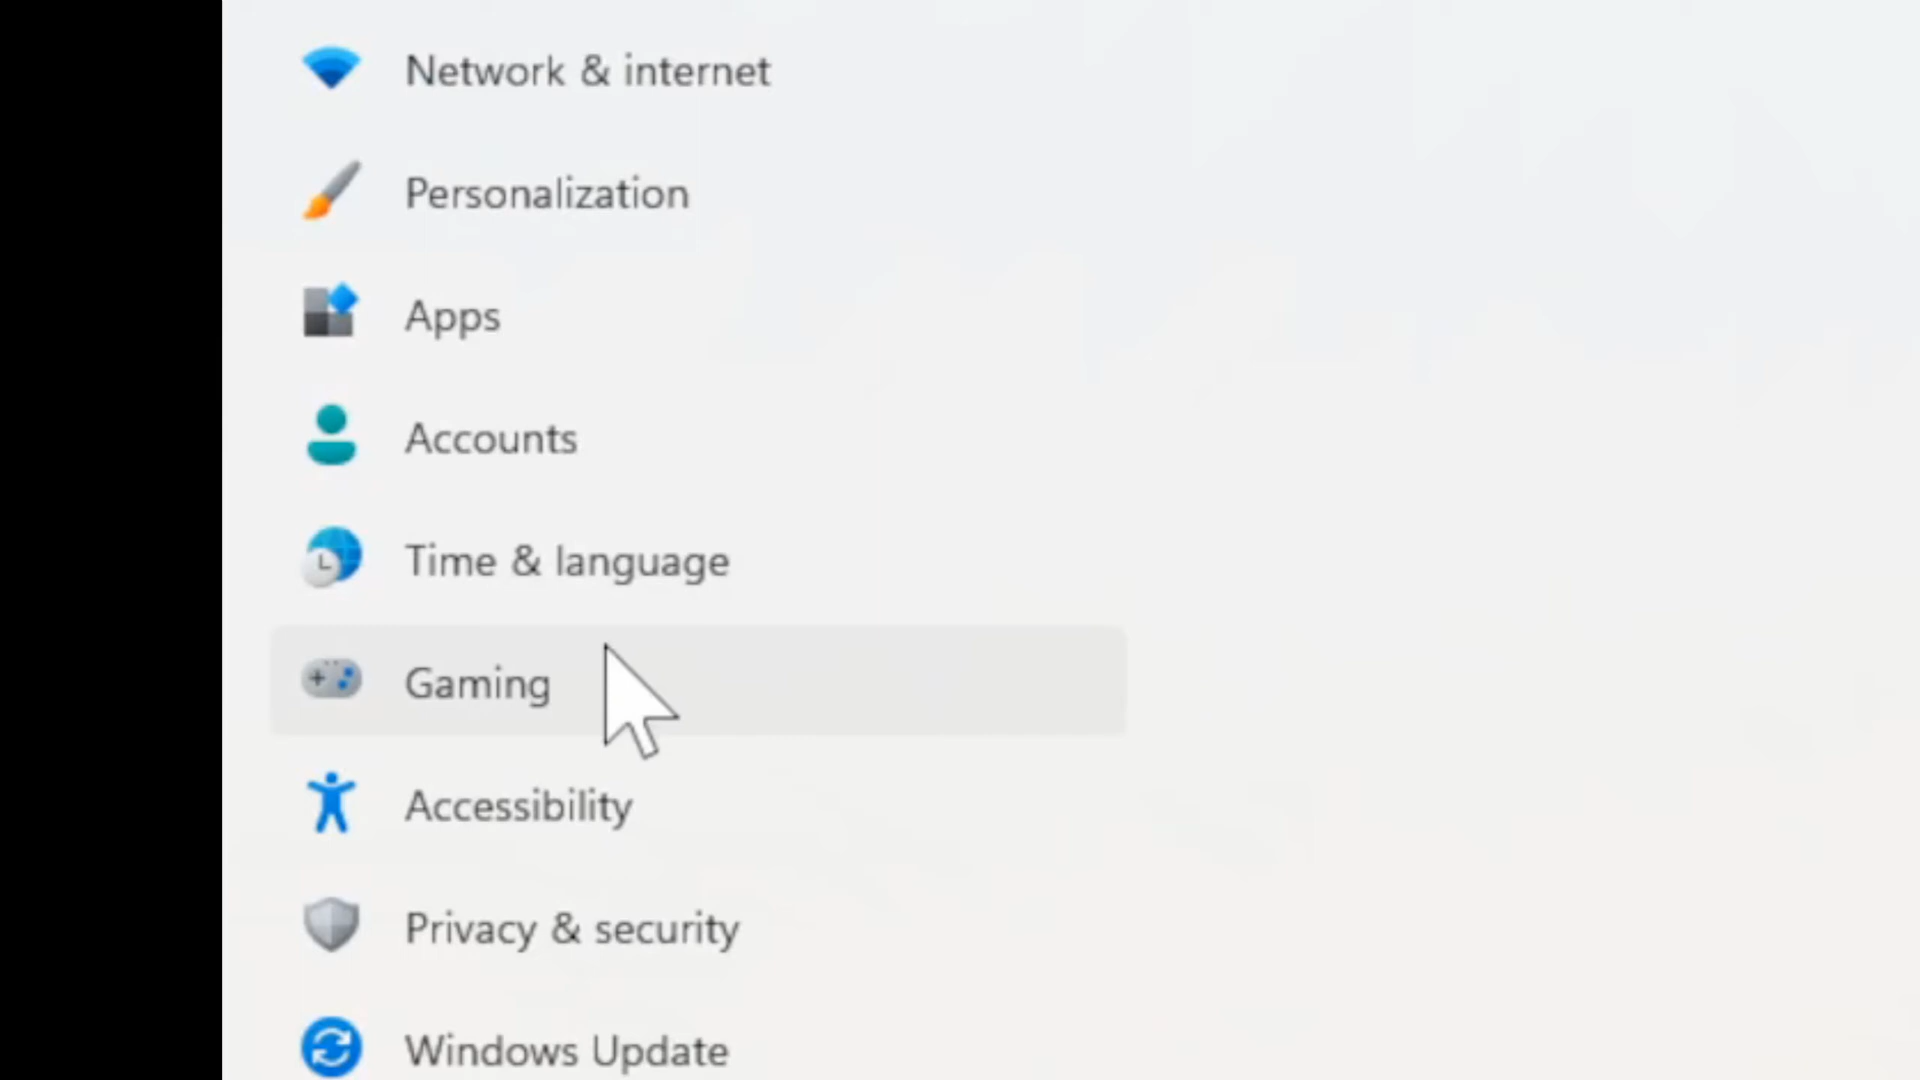 Network & internet
Personalization
Apps
Accounts
Time & language
Gaming
Accessibility
Privacy & security
Windows Update